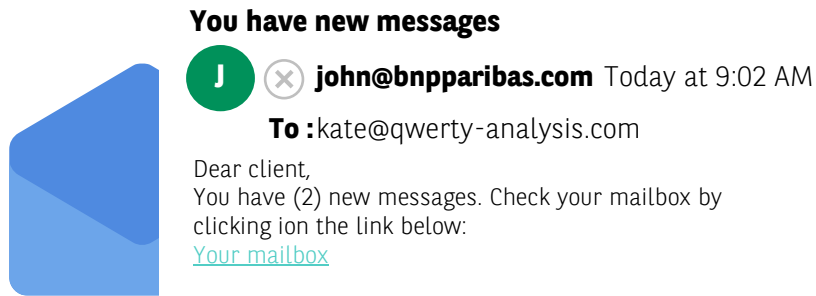 You have new messages
J john@bnpparibas.com Today at 9:02 AM
To :kate@qwerty-analysis.com
Dear client,
You have (2) new messages. Check your mailbox by
clicking ion the link below:
Your mailbox